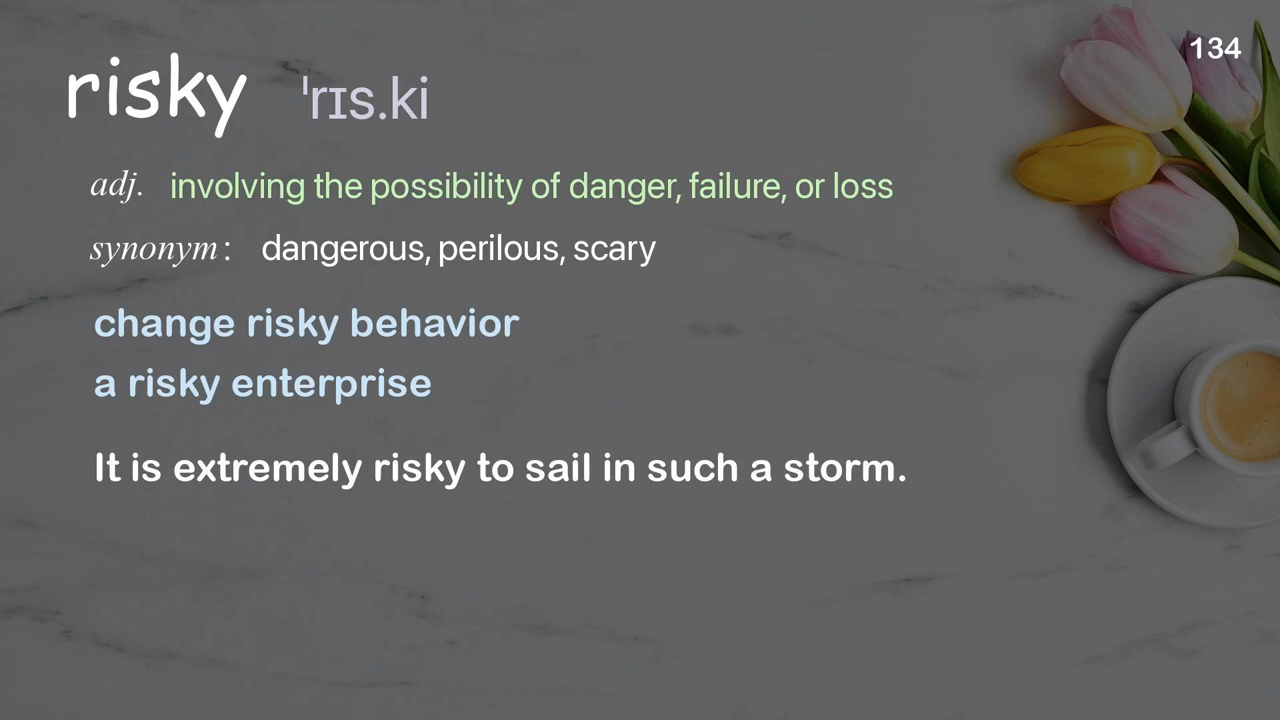 134
risky ˈrɪs.ki
adj. involving the possibility of danger, failure, or loss
synonym: dangerous, perilous, scary
change risky behavior
a risky enterprise
It is extremely risky to sail in such a storm.